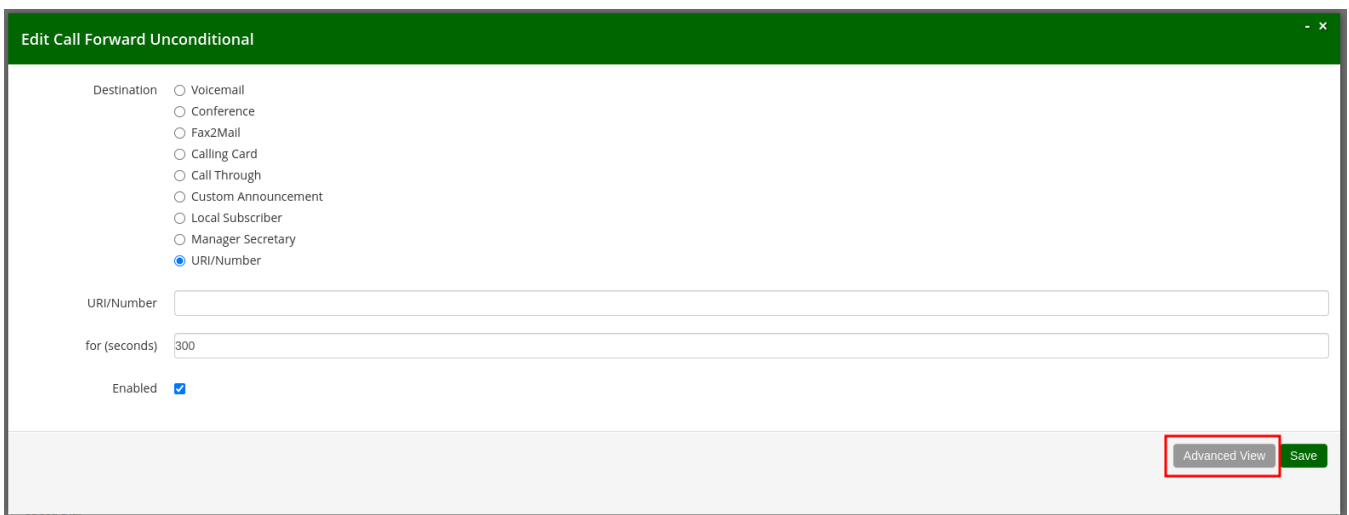 - ×
Edit Call Forward Unconditional
Destination Voicemail
Conference
Fax2Mail
Calling Card
Call Through
Custom Announcement
Local Subscriber
Manager Secretary
URI/Number
URI/Number
for (seconds) 300
Enabled
Advanced View Save